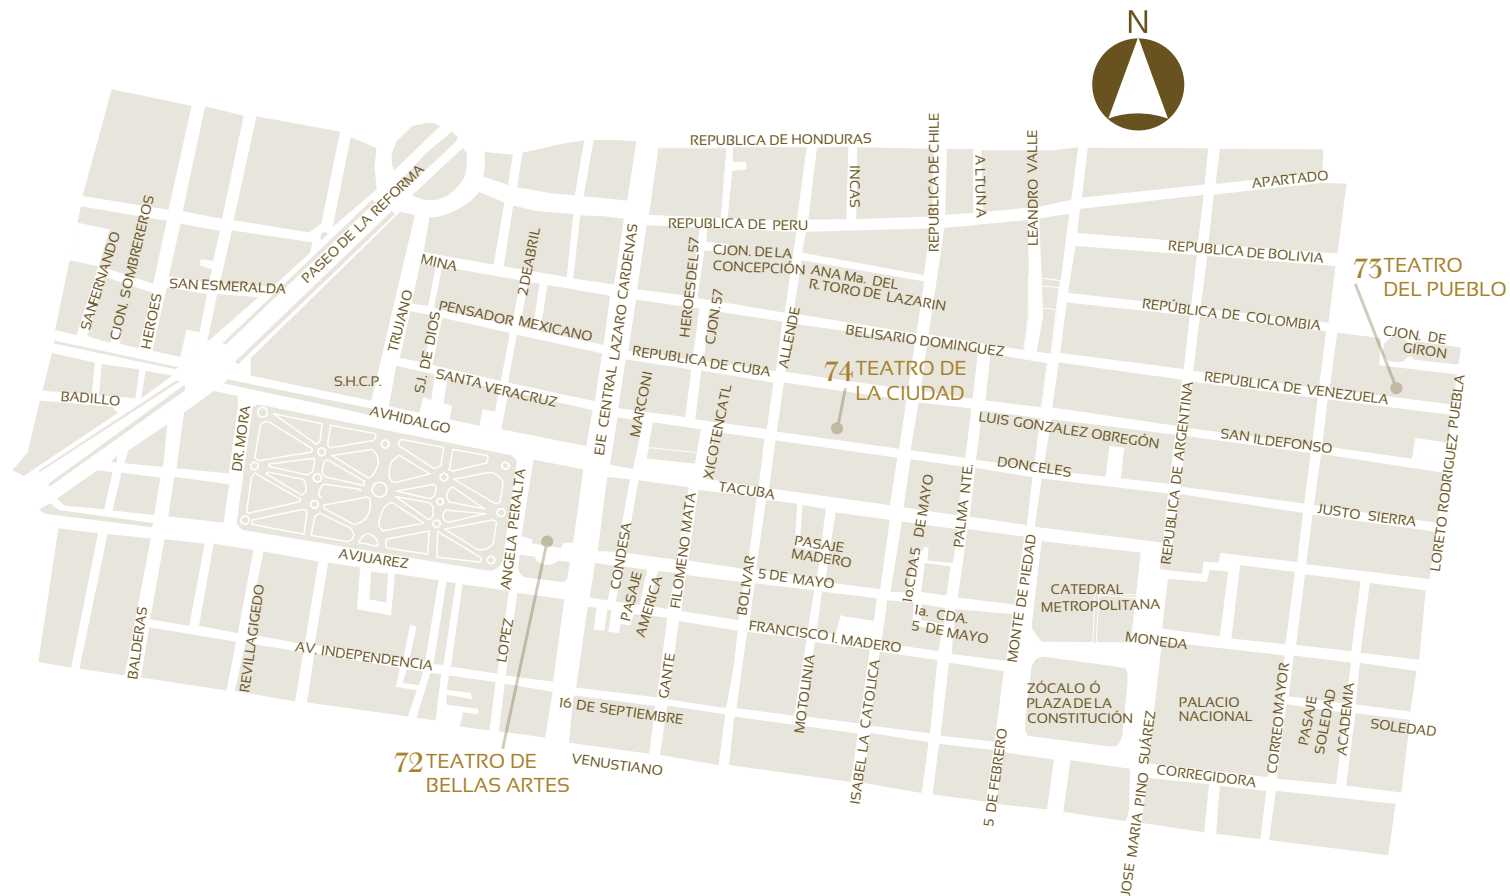 N
REPUBLICA DE HONDURAS
REPUBLICA DE CHILE
ALTUNA
LEANDRO VALLE
INCAS
APARTADO
PASEO DE LA REFORMA
REPUBLICA DE PERU
REPUBLICA DE BOLIVIA
SAN FERNANDO
CJON. SOMBREREROS
HEROES
SAN ESMERALDA
MINA
2 DE ABRIL
EJE CENTRAL LAZARO CARDENAS
HEROES DEL 57
CJON. DE LA
CONCEPCIÓN
ANA Ma. DEL
R. TORO DE LAZARIN
73 TEATRO
DEL PUEBLO
TRUJANO
S.J. DE DIOS
PENSADOR MEXICANO
CJON. 57
ALLENDE
BELISARIO DOMINGUEZ
REPÚBLICA DE COLOMBIA
CJON. DE
GIRON
REPUBLICA DE CUBA
74 TEATRO DE
LA CIUDAD
S.H.C.P.
SANTA VERACRUZ
MARCONI
XICOTENCATL
REPUBLICA DE ARGENTINA
REPUBLICA DE VENEZUELA
LORETO RODRIGUEZ PUEBLA
BADILLO
DR. MORA
AVHIDALGO
LUIS GONZALEZ OBREGÓN
SAN ILDEFONSO
DONCELES
TACUBA
ANGELA PERALTA
FILOMENO MATA
5 DE MAYO
PALMA NTE.
JUSTO SIERRA
CONDESA
PASAJE
MADERO
AVJUAREZ
PASAJE
AMERICA
BOLIVAR
5 DE MAYO
1o.CDA
MONTE DE PIEDAD
CATEDRAL
METROPOLITANA
BALDERAS
REVILLAGIGEDO
LOPEZ
1a. CDA.
5 DE MAYO
FRANCISCO I. MADERO
MONEDA
AV. INDEPENDENCIA
GANTE
MOTOLINIA
ISABEL LA CATOLICA
ZÓCALO Ó
PLAZA DE LA
CONSTITUCIÓN
PALACIO
NACIONAL
CORREO MAYOR
PASAJE
SOLEDAD
ACADEMIA
SOLEDAD
16 DE SEPTIEMBRE
72 TEATRO DE
BELLAS ARTES
VENUSTIANO
5 DE FEBRERO
JOSE MARIA PINO SUÁREZ
CORREGIDORA